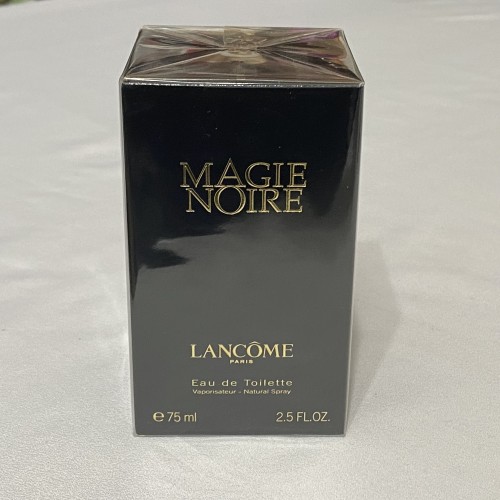 MAGIE
NOIRE
LANCÔME
PARIS
Eau de Toilette
Vaporisateur - Natural Spray
℮ 75 ml 2.5 FL.OZ.